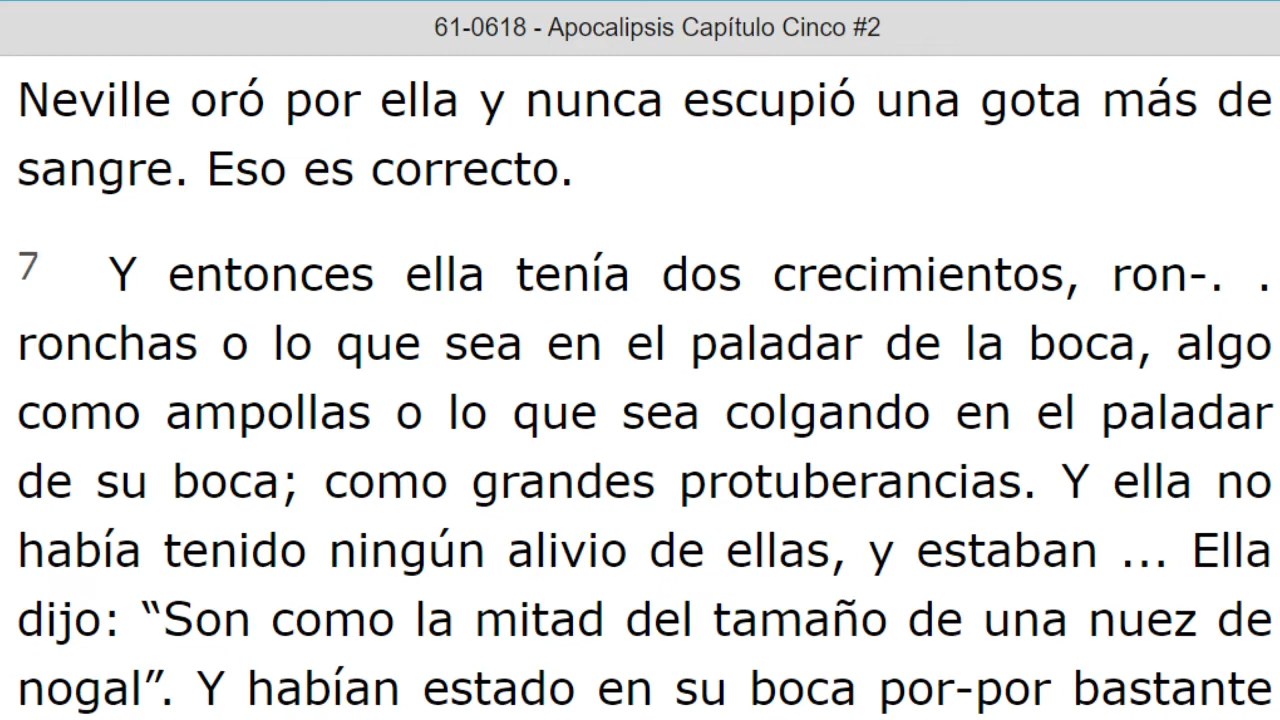 61-0618 - Apocalipsis Capítulo Cinco #2
Neville oró por ella y nunca escupió una gota más de
sangre. Eso es correcto.
7 Y entonces ella tenía dos crecimientos, ron-. .
ronchas o lo que sea en el paladar de la boca, algo
como ampollas o lo que sea colgando en el paladar
de su boca; como grandes protuberancias. Y ella no
había tenido ningún alivio de ellas, y estaban ... Ella
dijo: “Son como la mitad del tamaño de una nuez de
nogal”. Y habían estado en su boca por-por bastante